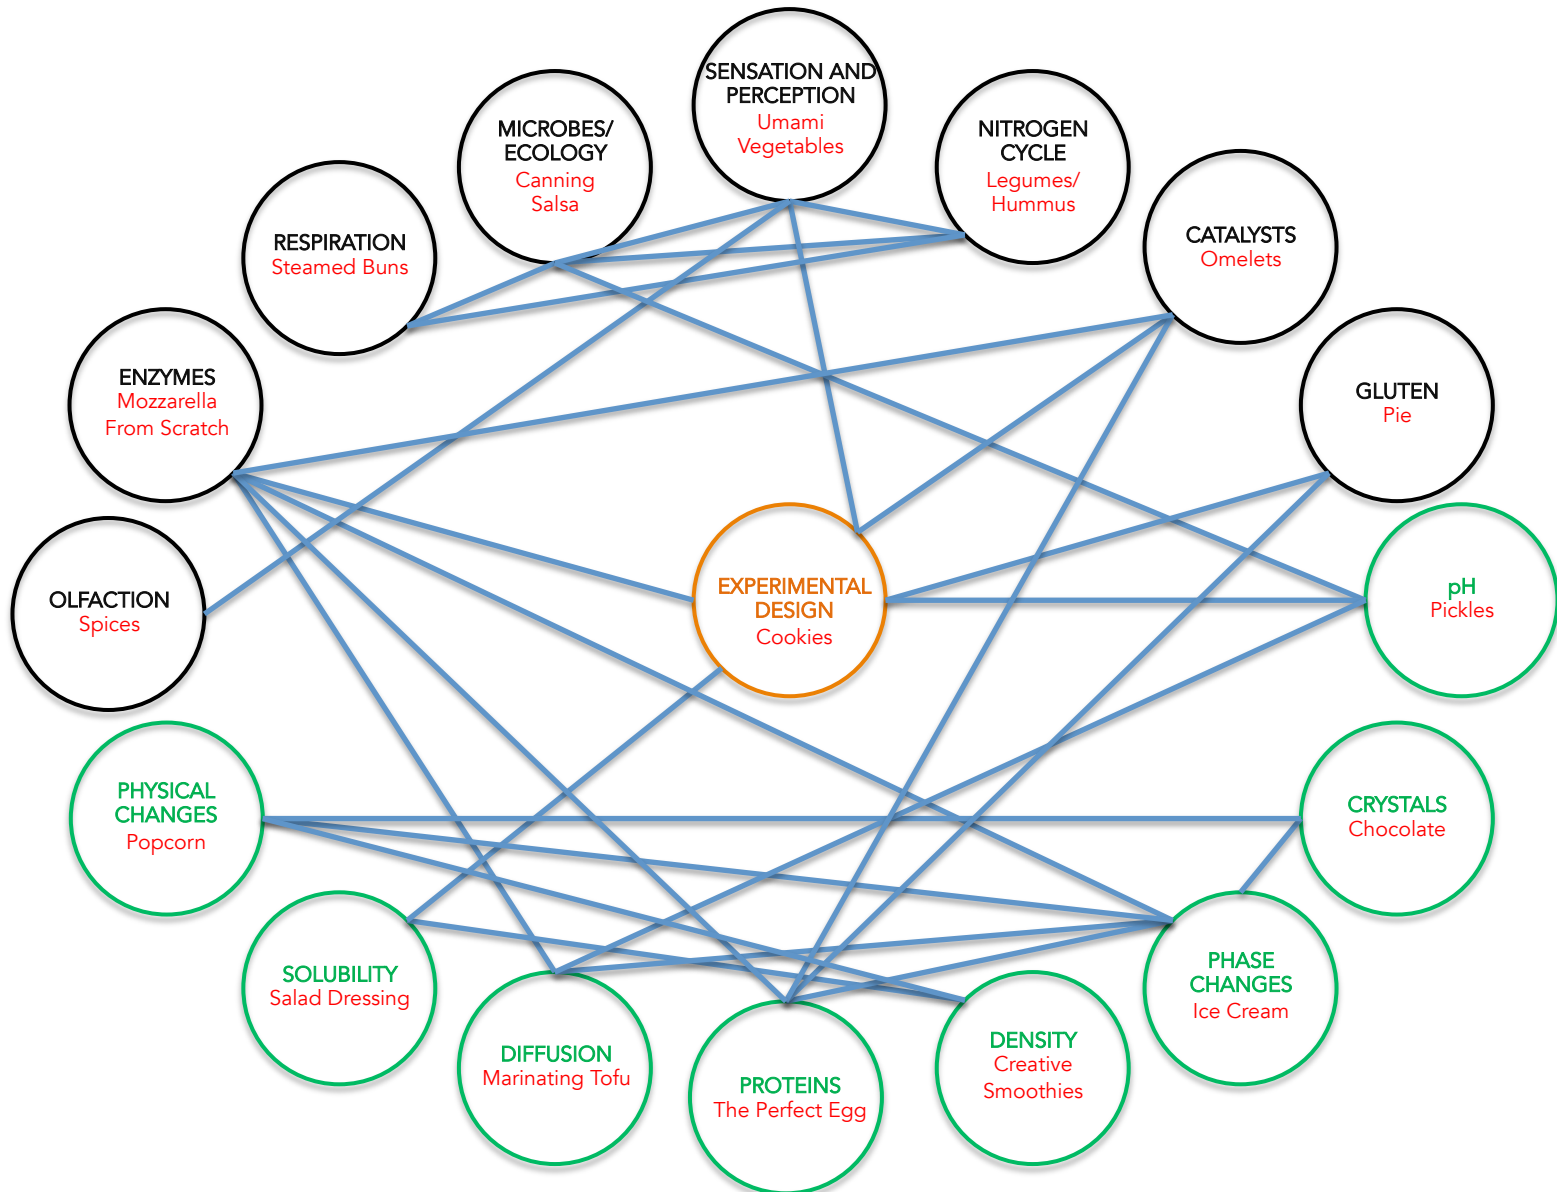 SENSATION AND
PERCEPTION
Umami
Vegetables
MICROBES/
ECOLOGY
Canning
Salsa
NITROGEN
CYCLE
Legumes/
Hummus
RESPIRATION
Steamed Buns
CATALYSTS
Omelets
ENZYMES
Mozzarella
From Scratch
GLUTEN
Pie
OLFACTION
Spices
EXPERIMENTAL
DESIGN
Cookies
pH
Pickles
PHYSICAL
CHANGES
Popcorn
CRYSTALS
Chocolate
SOLUBILITY
Salad Dressing
DIFFUSION
Marinating Tofu
PROTEINS
The Perfect Egg
DENSITY
Creative
Smoothies
PHASE
CHANGES
Ice Cream